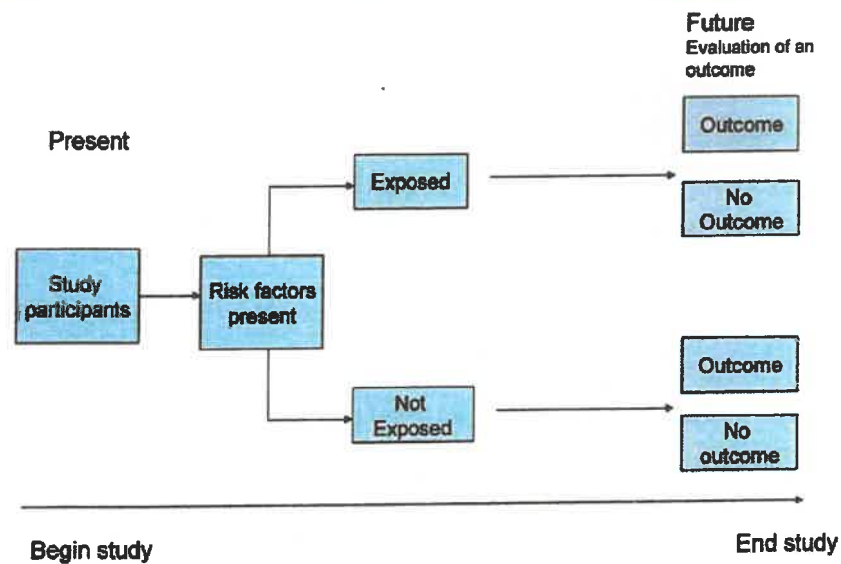 Future
Evaluation of an
outcome
Present
Outcome
Exposed
No
Outcome
Study
participants
Risk factors
present
Outcome
Not
Exposed
No
outcome
Begin study
End study